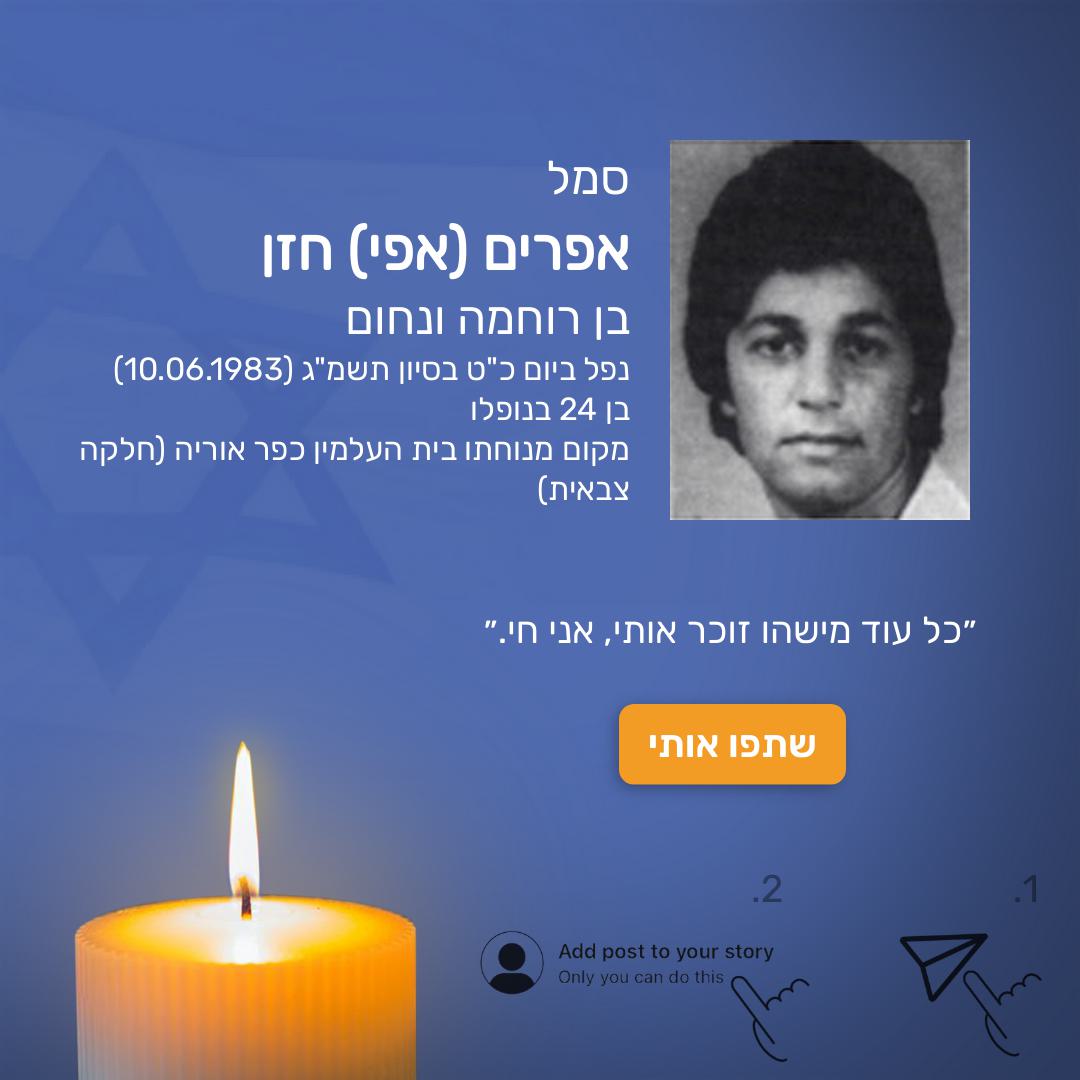 סמל
אפרים (אפי) חזן
בן רוחמה ונחום
נפל ביום כ"ט בסיון תשמ"ג (10.06.1983)
בן 24 בנופלו
מקום מנוחתו בית העלמין כפר אוריה (חלקה
צבאית)
״כל עוד מישהו זוכר אותי, אני חי.״
שתפו אותי
.1
.2
Add post to your story
Only you can do this